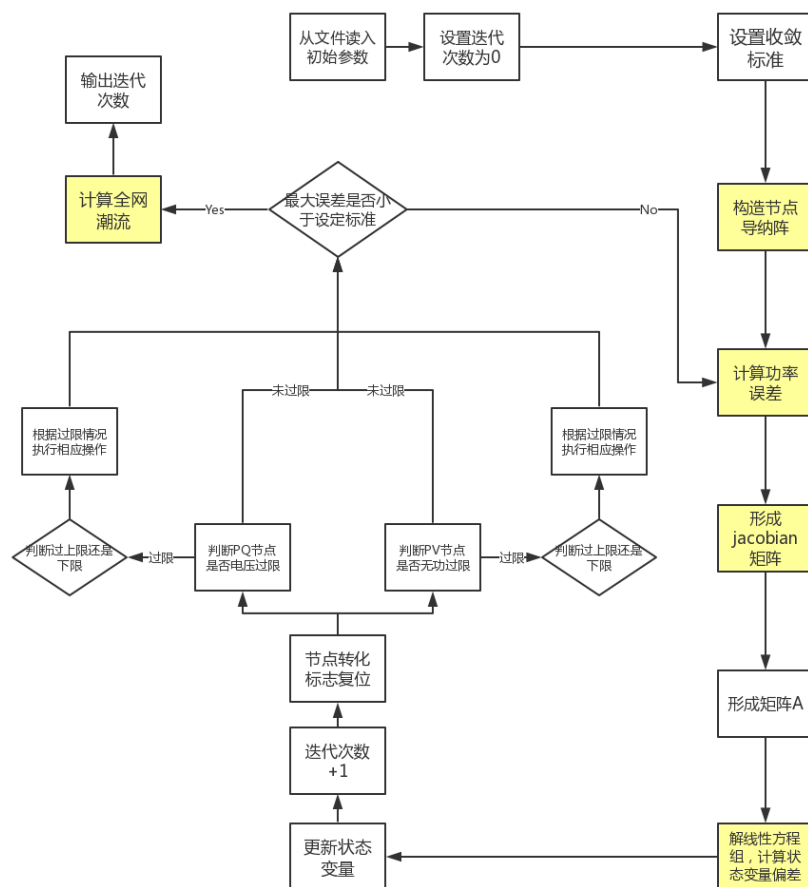 从文件读入
初始参数
设置迭代
次数为0
设置收敛
标准
输出迭代
次数
计算全网
潮流
Yes
最大误差是否小
于设定标准
No
构造节点
导纳阵
计算功率
误差
未过限
未过限
根据过限情况
执行相应操作
根据过限情况
执行相应操作
形成
jacobian
矩阵
判断过上限还是
下限
过限
判断PQ节点
是否电压过限
判断PV节点
是否无功过限
过限
判断过上限还是
下限
节点转化
标志复位
形成矩阵A
迭代次数
+1
更新状态
变量
解线性方程
组，计算状
态变量偏差